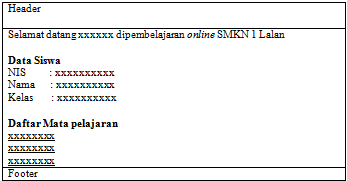 Header
Selamat datang xxxxxx dipembelajaran online SMKN 1 Lalan
Data Siswa
NIS : xxxxxxxxxx
Nama : xxxxxxxxxx
Kelas : xxxxxxxxxx
Daftar Mata pelajaran
xxxxxxxx
xxxxxxxx
xxxxxxxx
Footer